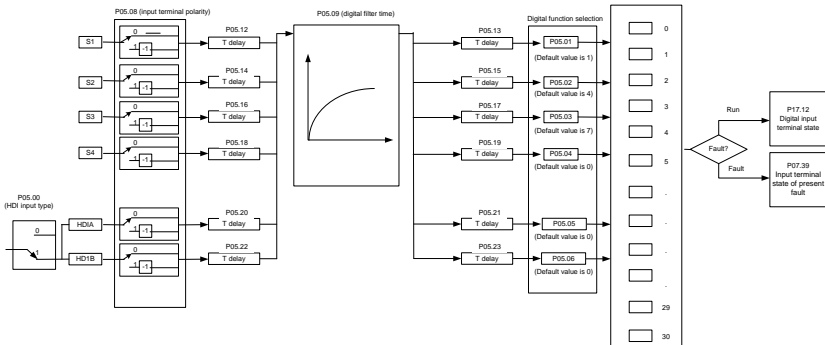 P05.08 (input terminal polarity)
P05.12
P05.09 (digital filter time)
P05.13
Digital function selection
S1
0
1
-1
T delay
T delay
P05.01
(Default value is 1)
0
1
P05.14
P05.15
S2
0
1
-1
T delay
T delay
P05.02
(Default value is 4)
2
P05.16
P05.17
S3
0
1
-1
T delay
T delay
P05.03
(Default value is 7)
3
4
P05.18
P05.19
S4
0
1
-1
T delay
T delay
P05.04
(Default value is 0)
5
Run
Fault?
Fault
P17.12
Digital input
terminal state
P07.39
Input terminal
state of present
fault
P05.00
(HDI input type)
0
1
P05.20
P05.21
HDIA
0
1
-1
T delay
T delay
P05.05
(Default value is 0)
.
.
P05.22
P05.23
HD1B
0
1
-1
T delay
T delay
P05.06
(Default value is 0)
.
.
29
30